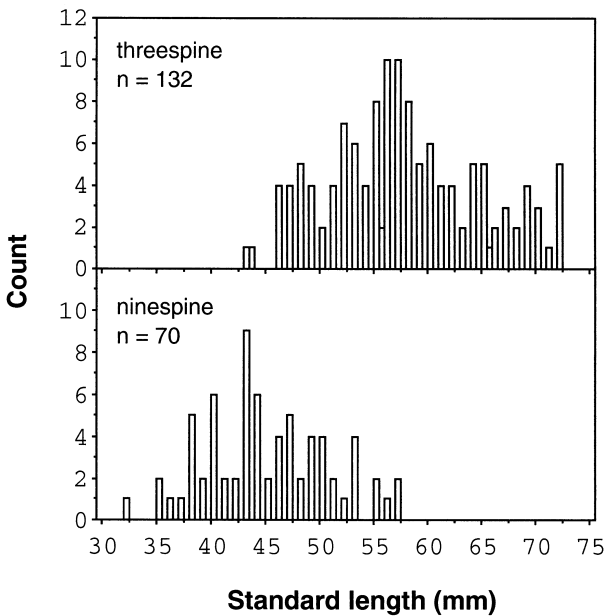 12
threespine
10
n = 132
8
6
4
2
0
Count
ninespine
10
n = 70
8
6
4
2
0
30 35 40 45 50 55 60 65 70 75
Standard length (mm)